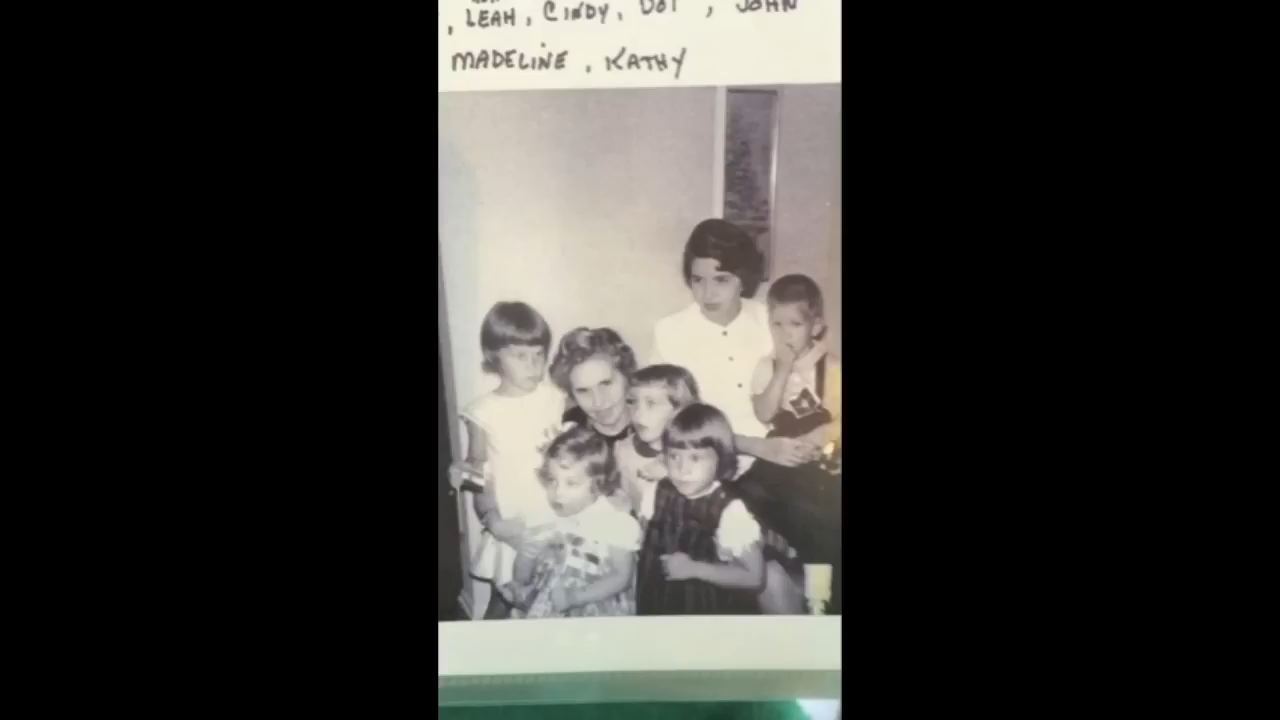 , LEAH, CINDY, DOT , JOHN
MADELINE , KATHY